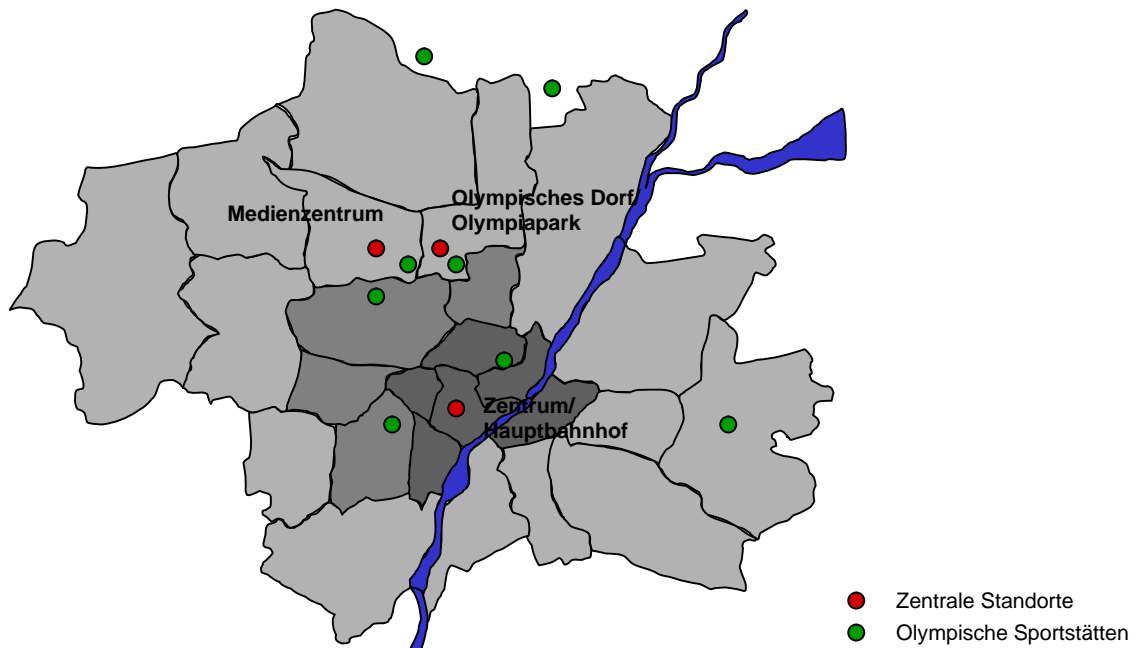 Olympisches Dorf/
Olympiapark
Medienzentrum
Zentrum/
Hauptbahnhof
Zentrale Standorte
Olympische Sportstätten